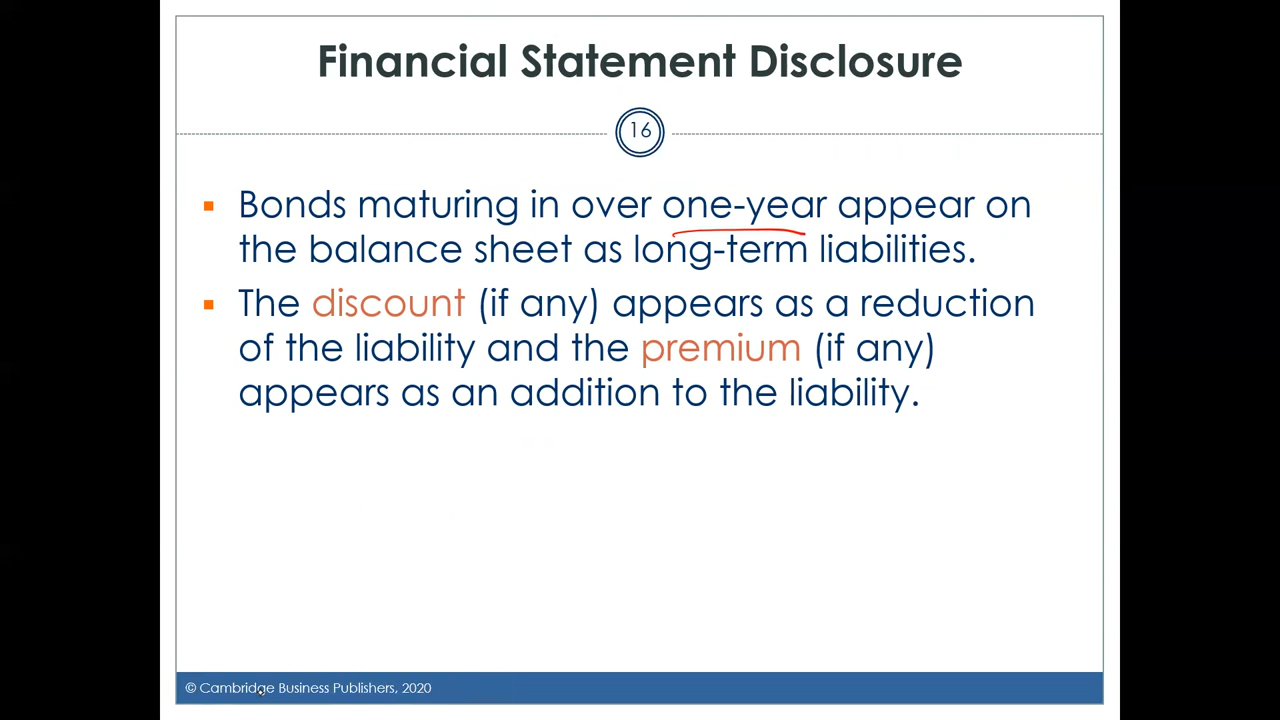 Financial Statement Disclosure
16
▪ Bonds maturing in over one-year appear on
the balance sheet as long-term liabilities.
▪ The discount (if any) appears as a reduction
of the liability and the premium (if any)
appears as an addition to the liability.
© Cambridge Business Publishers, 2020